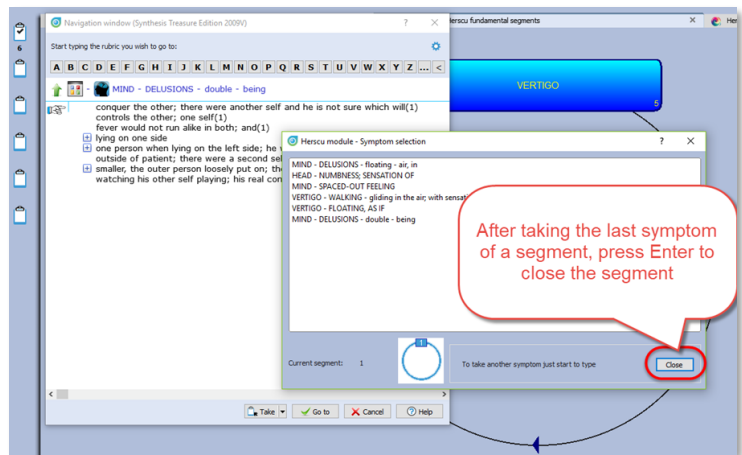 Navigation window (Synthesis Treasure Edition 2009V)
?
Herscu fundamental segments
Start typing the rubric you wish to go to:
6
A B C D E F G H I J K L M N O P Q R S T U V W X Y Z ... <
MIND - DELUSIONS - double - being
VERTIGO
5
conquer the other; there were another self and he is not sure which will(1)
controls the other; one self(1)
fever would not run alike in both; and(1)
lying on one side
one person when lying on the left side; he
outside of patient; there were a second sel
smaller, the outer person loosely put on; th
watching his other self playing; his real con
Herscu module - Symptom selection
?
MIND - DELUSIONS - floating - air, in
HEAD - NUMBNESS; SENSATION OF
MIND - SPACED-OUT FEELING
VERTIGO - WALKING - gliding in the air; with sensati
VERTIGO - FLOATING, AS IF
MIND - DELUSIONS - double - being
After taking the last symptom
of a segment, press Enter to
close the segment
1
Current segment: 1
To take another symptom just start to type
Close
Take
Go to
Cancel
Help